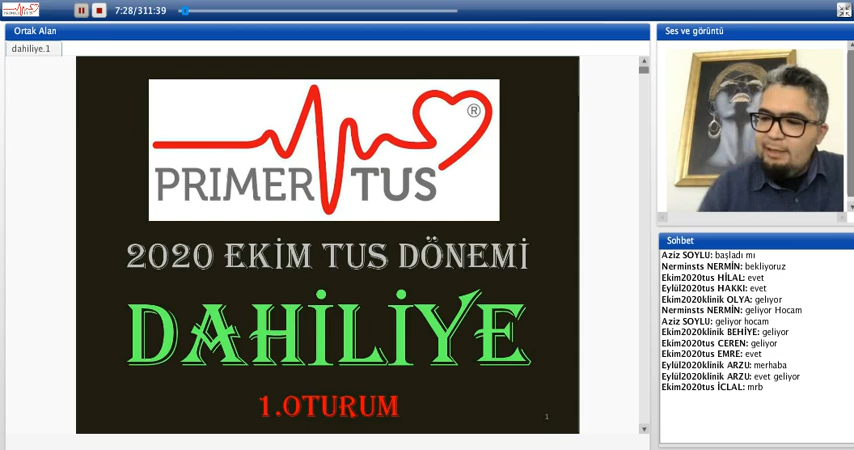 7:28/311:39
Ortak Alan
dahiliye.1
PRIMER TUS ®
2020 EKİM TUS DÖNEMİ
DAHİLİYE
1.OTURUM
1
Ses ve görüntü
Sohbet
Aziz SOYLU: başladı mı
Nerminsts NERMİN: bekliyoruz
Ekim2020tus HİLAL: evet
Eylül2020tus HAKKI: evet
Ekim2020klinik OLYA: gelıyor
Nerminsts NERMİN: geliyor Hocam
Aziz SOYLU: geliyor hocam
Ekim2020klinik BEHİYE: geliyor
Ekim2020tus CEREN: geliyor
Ekim2020tus EMRE: evet
Eylül2020klinik ARZU: merhaba
Eylül2020klinik ARZU: evet geliyor
Ekim2020tus İCLAL: mrb